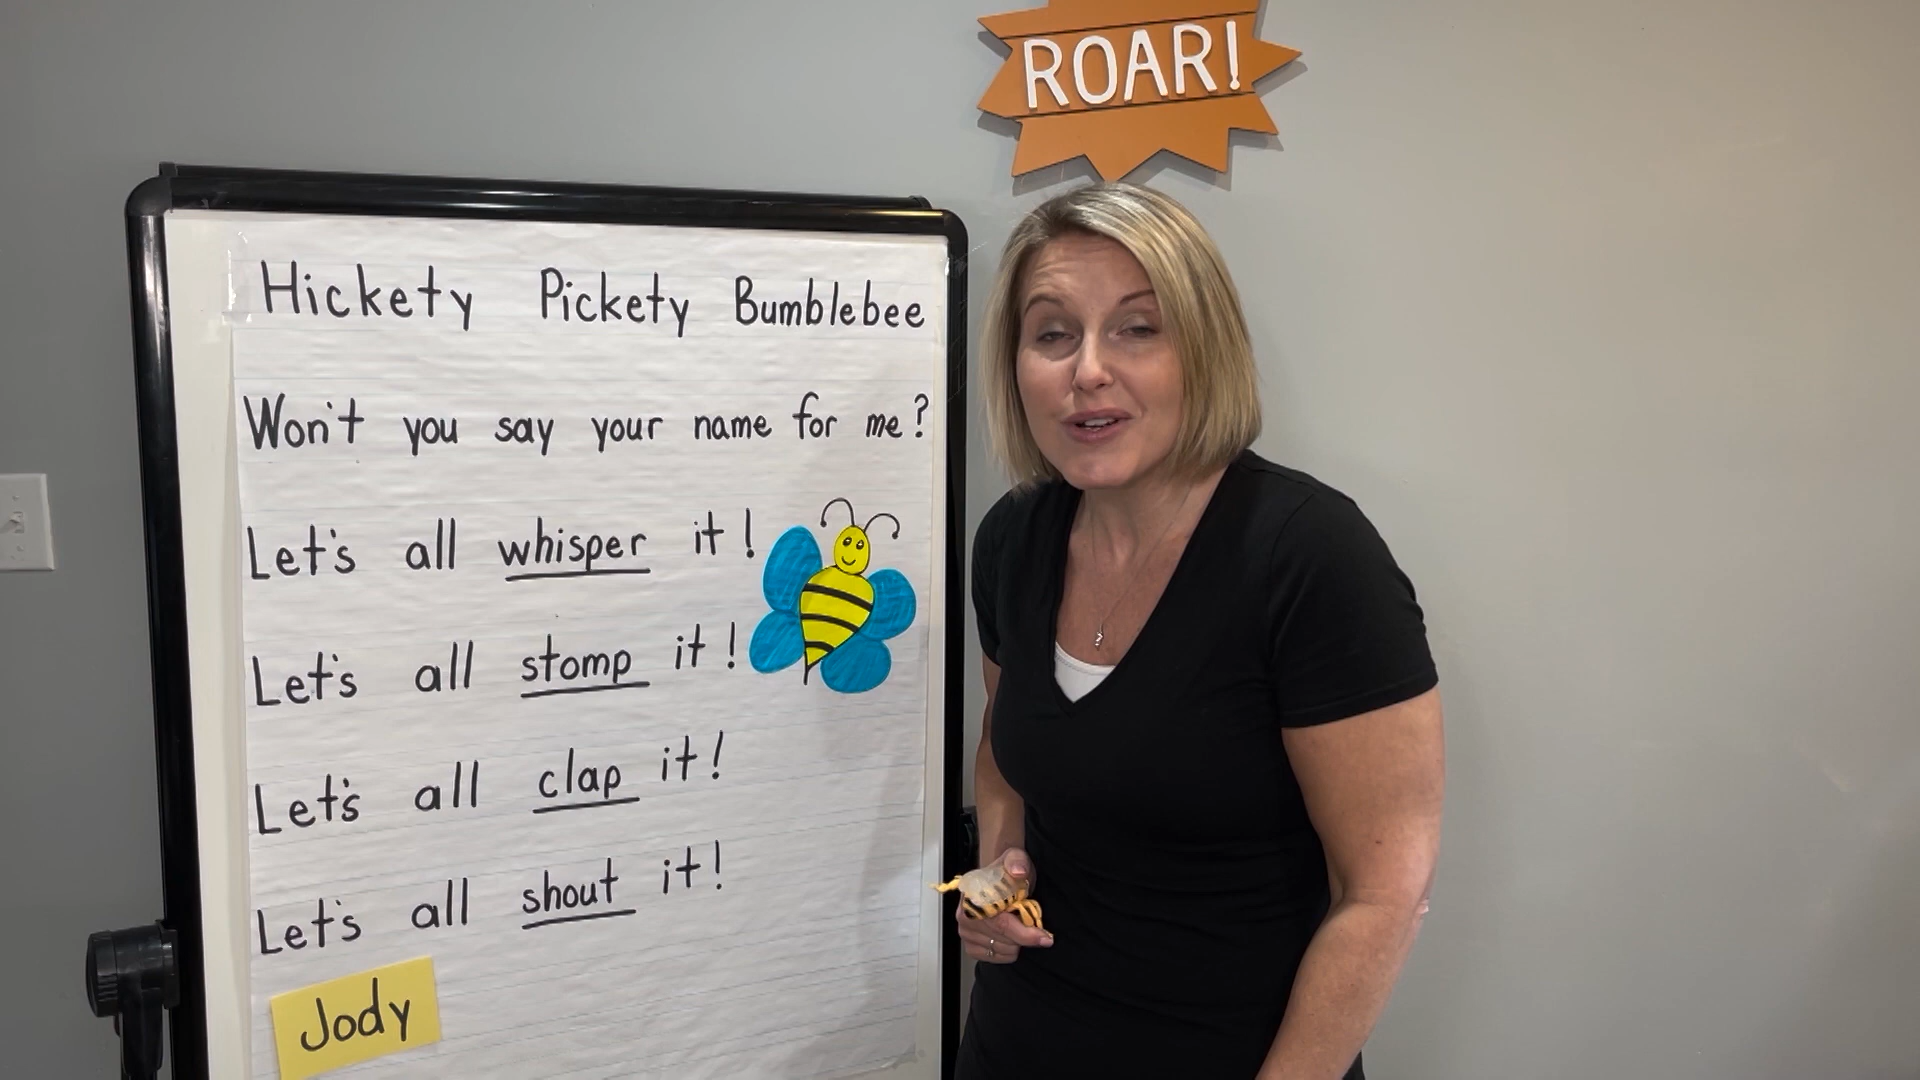 ROAR!
Hickety Pickety Bumblebee
Won't you say your name for me?
Let's all whisper it!
Let's all stomp it!
Let's all clap it!
Let's all shout it!
Jody